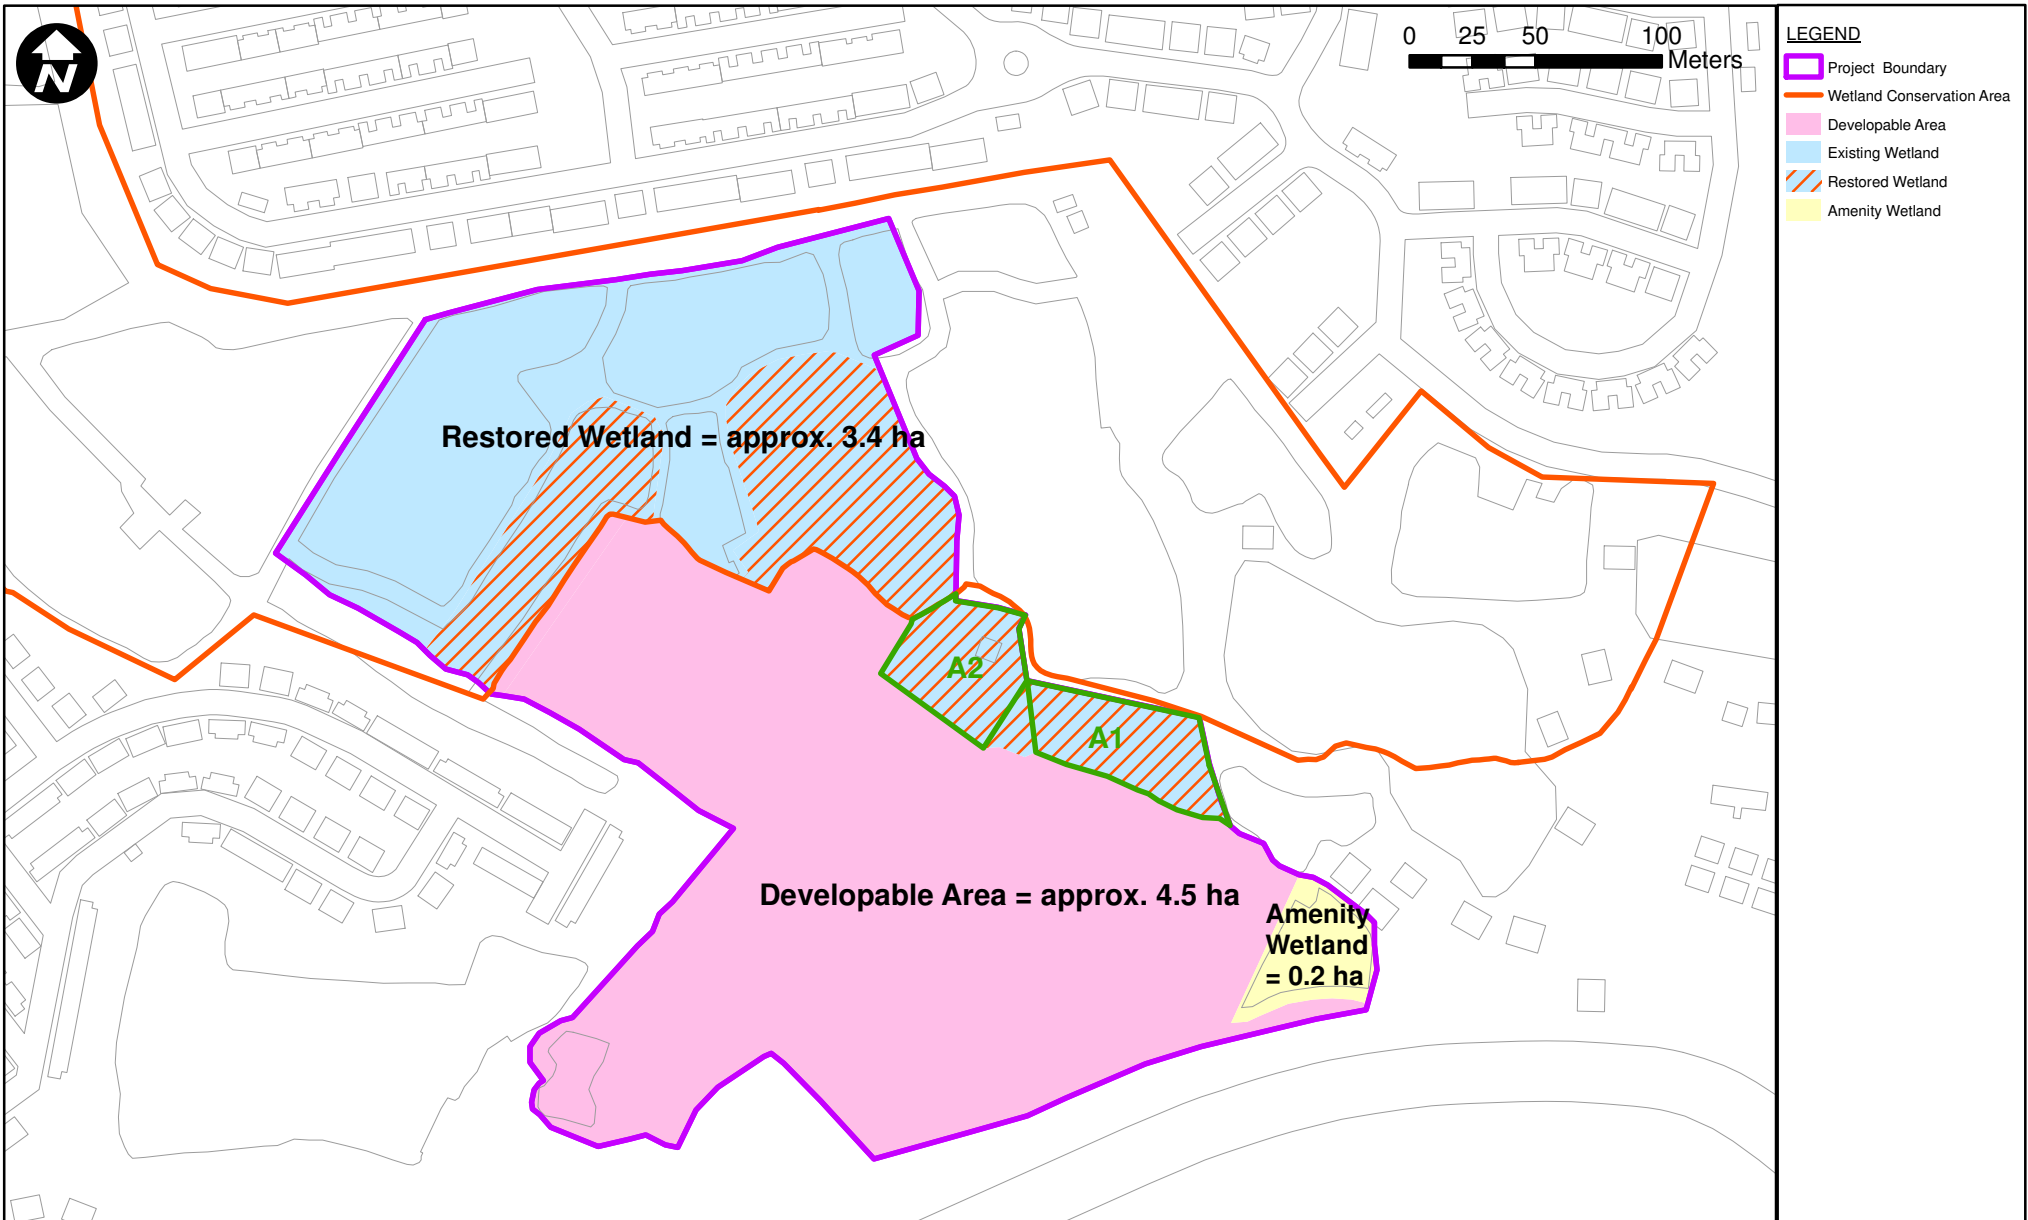 N
0 25 50 100
Meters
LEGEND
Project Boundary
Wetland Conservation Area
Developable Area
Existing Wetland
Restored Wetland
Amenity Wetland
Restored Wetland = approx. 3.4 ha
A2
A1
Developable Area = approx. 4.5 ha
Amenity
Wetland
= 0.2 ha